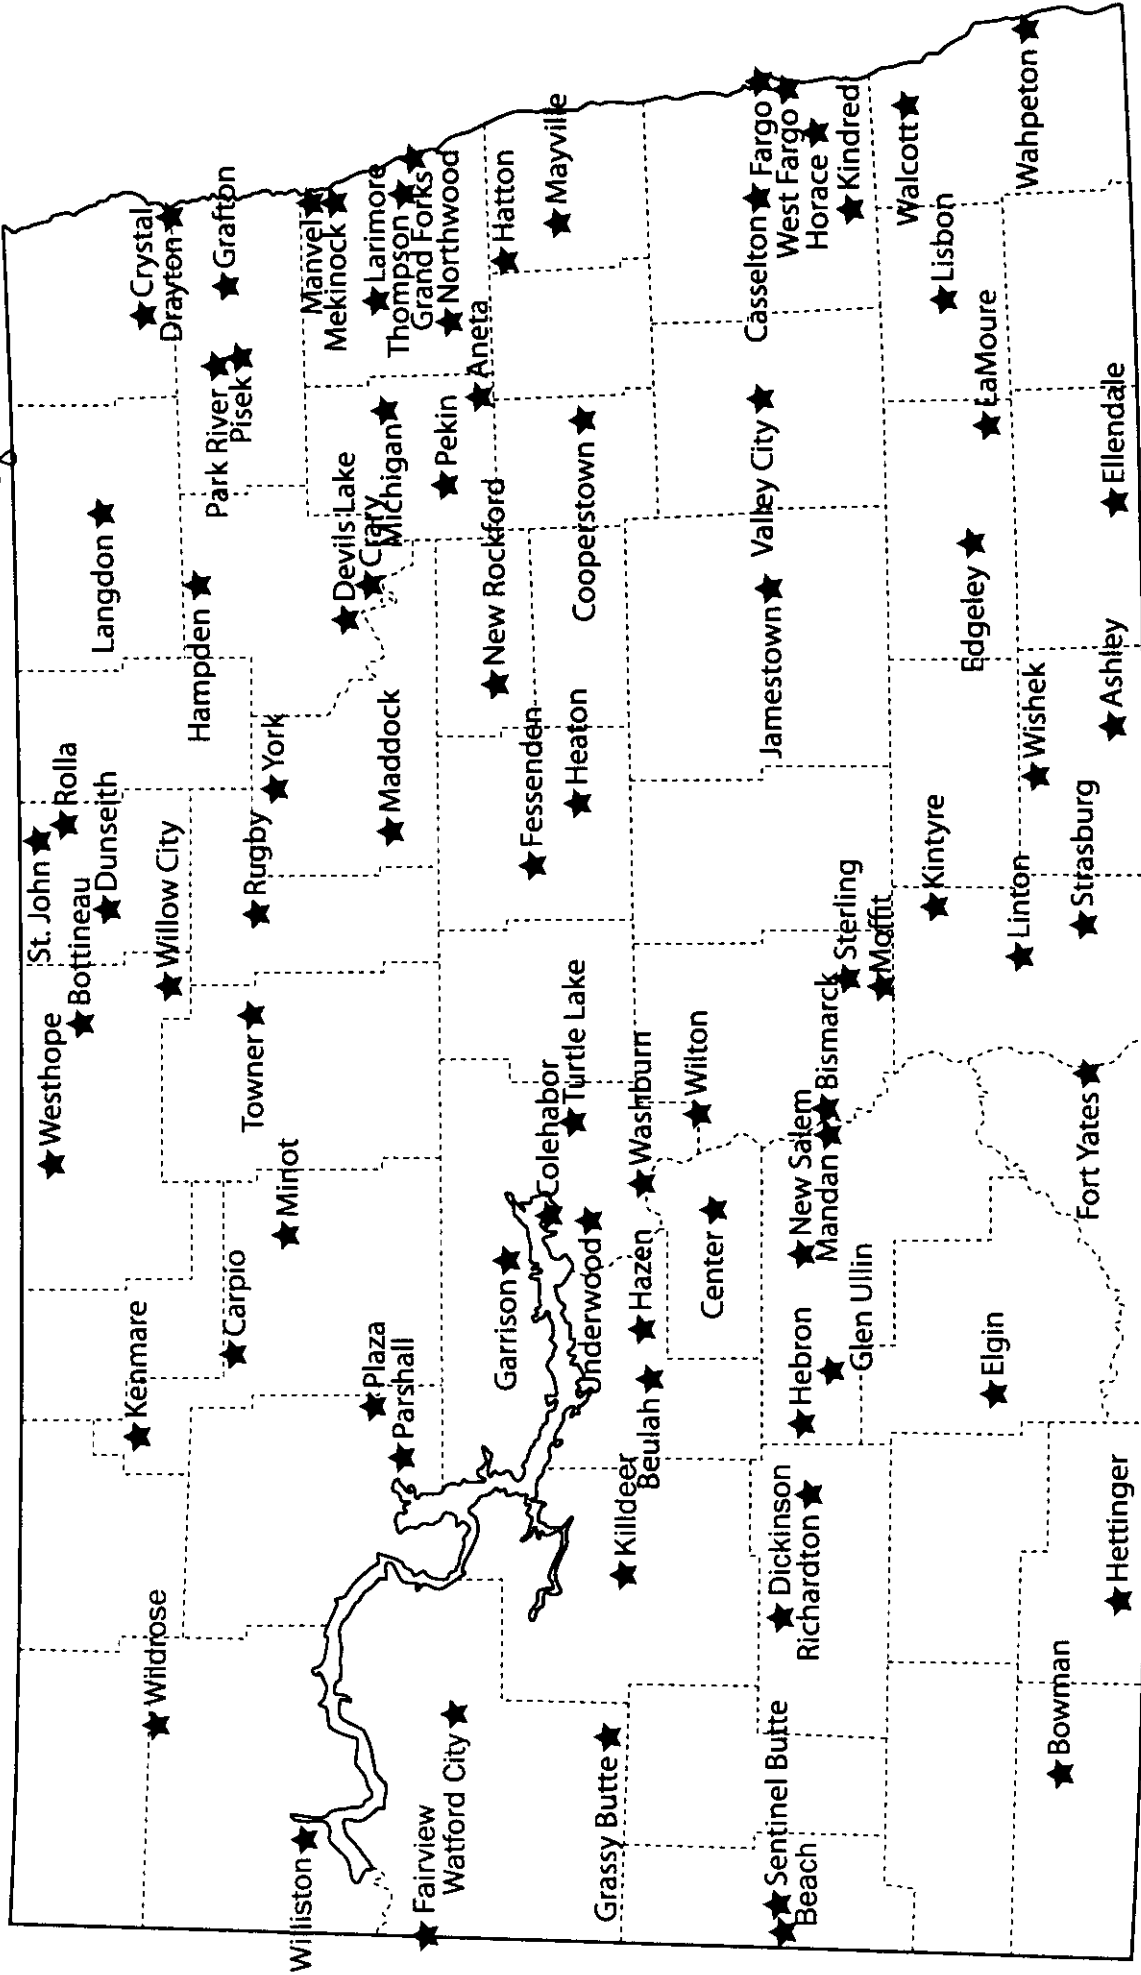 St. John
Rolla
Westhope
Bottineau
Dunseith
Langdon
Crystal
Drayton
Wildrose
Kenmare
Willow City
Hampden
Park River
Pisek
Grafton
Carpio
Towner
Rugby
York
Minot
Williston
Devils Lake
Crary
Michigan
Manvel
Mekinock
Larimore
Thompson
Grand Forks
Northwood
Plaza
Parshall
Maddock
Pekin
Aneta
Fairview
Watford City
Garrison
Colehabor
Turtle Lake
Underwood
Fessenden
Heaton
New Rockford
Cooperstown
Hatton
Mayville
Grassy Butte
Killdeer
Beulah
Hazen
Washburn
Center
Wilton
Sentinel Butte
Beach
Dickinson
Richardton
Hebron
Glen Ullin
New Salem
Mandan
Bismarck
Sterling
Moffit
Jamestown
Valley City
Casselton
Fargo
West Fargo
Horace
Kindred
Walcott
Kintyre
Edgeley
LaMoure
Lisbon
Wahpeton
Elgin
Linton
Wishek
Bowman
Hettinger
Fort Yates
Strasburg
Ashley
Ellendale